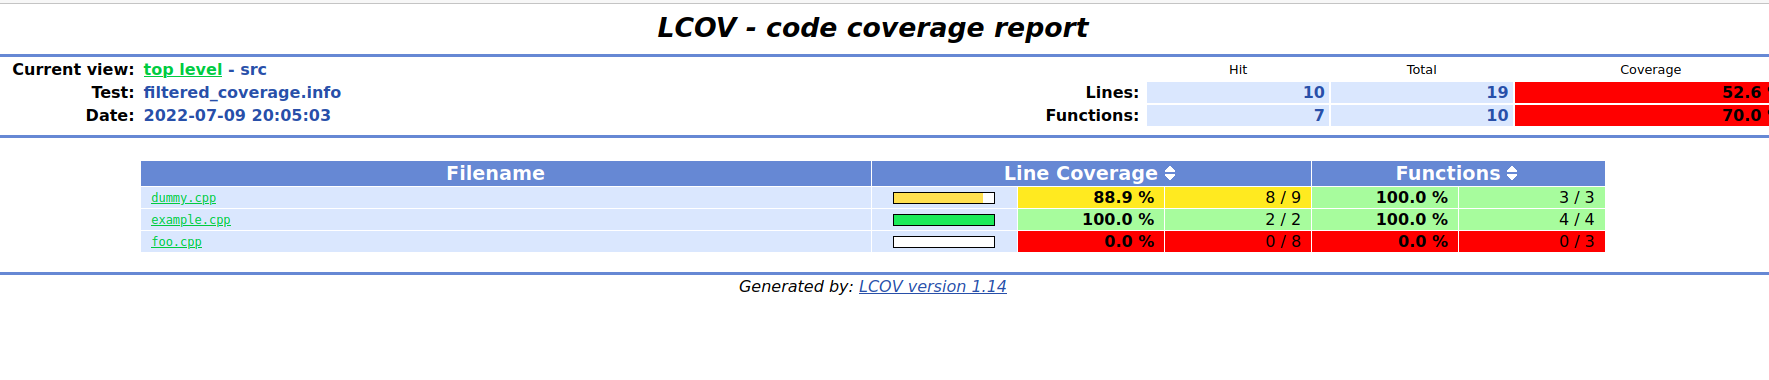 LCOV - code coverage report
Current view: top level - src
Hit Total Coverage
Test: filtered_coverage.info Lines: 10 19 52.6
Date: 2022-07-09 20:05:03 Functions: 7 10 70.0
Filename Line Coverage Functions
dummy.cpp 88.9 % 8 / 9 100.0 % 3 / 3
example.cpp 100.0 % 2 / 2 100.0 % 4 / 4
foo.cpp 0.0 % 0 / 8 0.0 % 0 / 3
Generated by: LCOV version 1.14